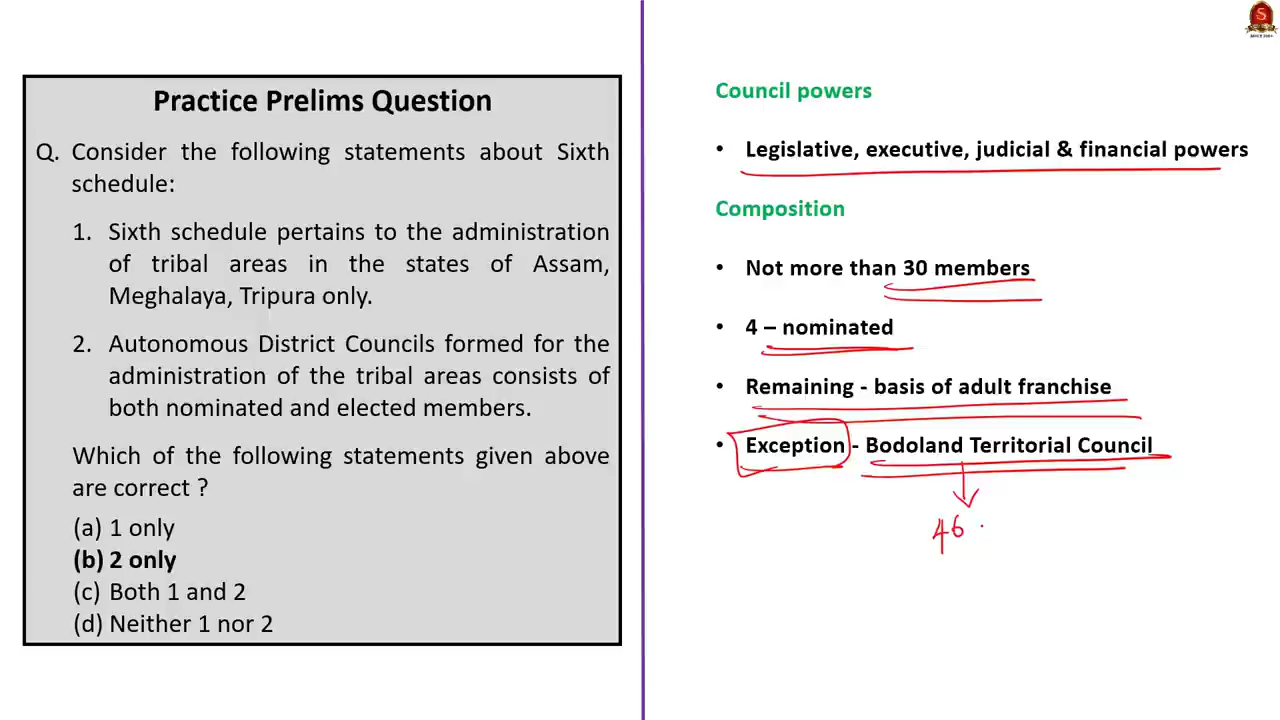 Practice Prelims Question
Q. Consider the following statements about Sixth
schedule:
1. Sixth schedule pertains to the administration
of tribal areas in the states of Assam,
Meghalaya, Tripura only.
2. Autonomous District Councils formed for the
administration of the tribal areas consists of
both nominated and elected members.
Which of the following statements given above
are correct ?
(a) 1 only
(b) 2 only
(c) Both 1 and 2
(d) Neither 1 nor 2
Council powers
• Legislative, executive, judicial & financial powers
Composition
• Not more than 30 members
• 4 – nominated
• Remaining - basis of adult franchise
• Exception - Bodoland Territorial Council
46